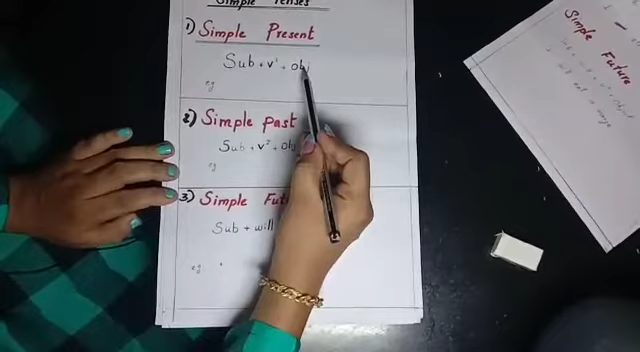 Simple Tenses
1) Simple Present
Sub + v¹ + obj
eg
2) Simple past
Sub + v² + obj
eg
3) Simple Fut
Sub + will
eg
Simple Future